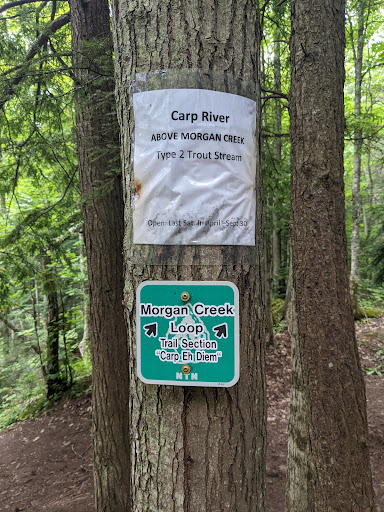 Carp River
ABOVE MORGAN CREEK
Type 2 Trout Stream
Open: Last Sat. in April - Sept 30
Morgan Creek
Loop
Trail Section
"Carp Eh Diem"
NTN